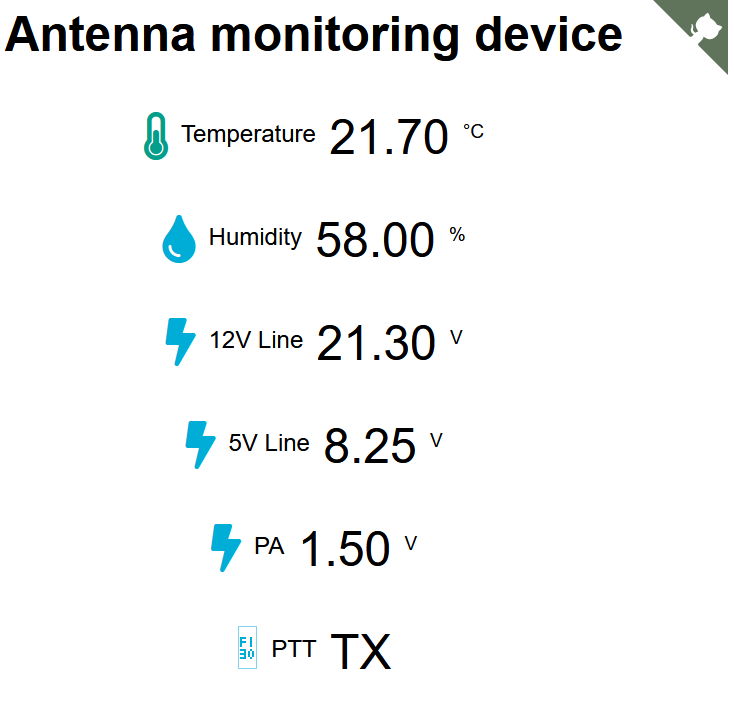 Antenna monitoring device
Temperature 21.70 °C
Humidity 58.00 %
12V Line 21.30 V
5V Line 8.25 V
PA 1.50 V
PTT TX